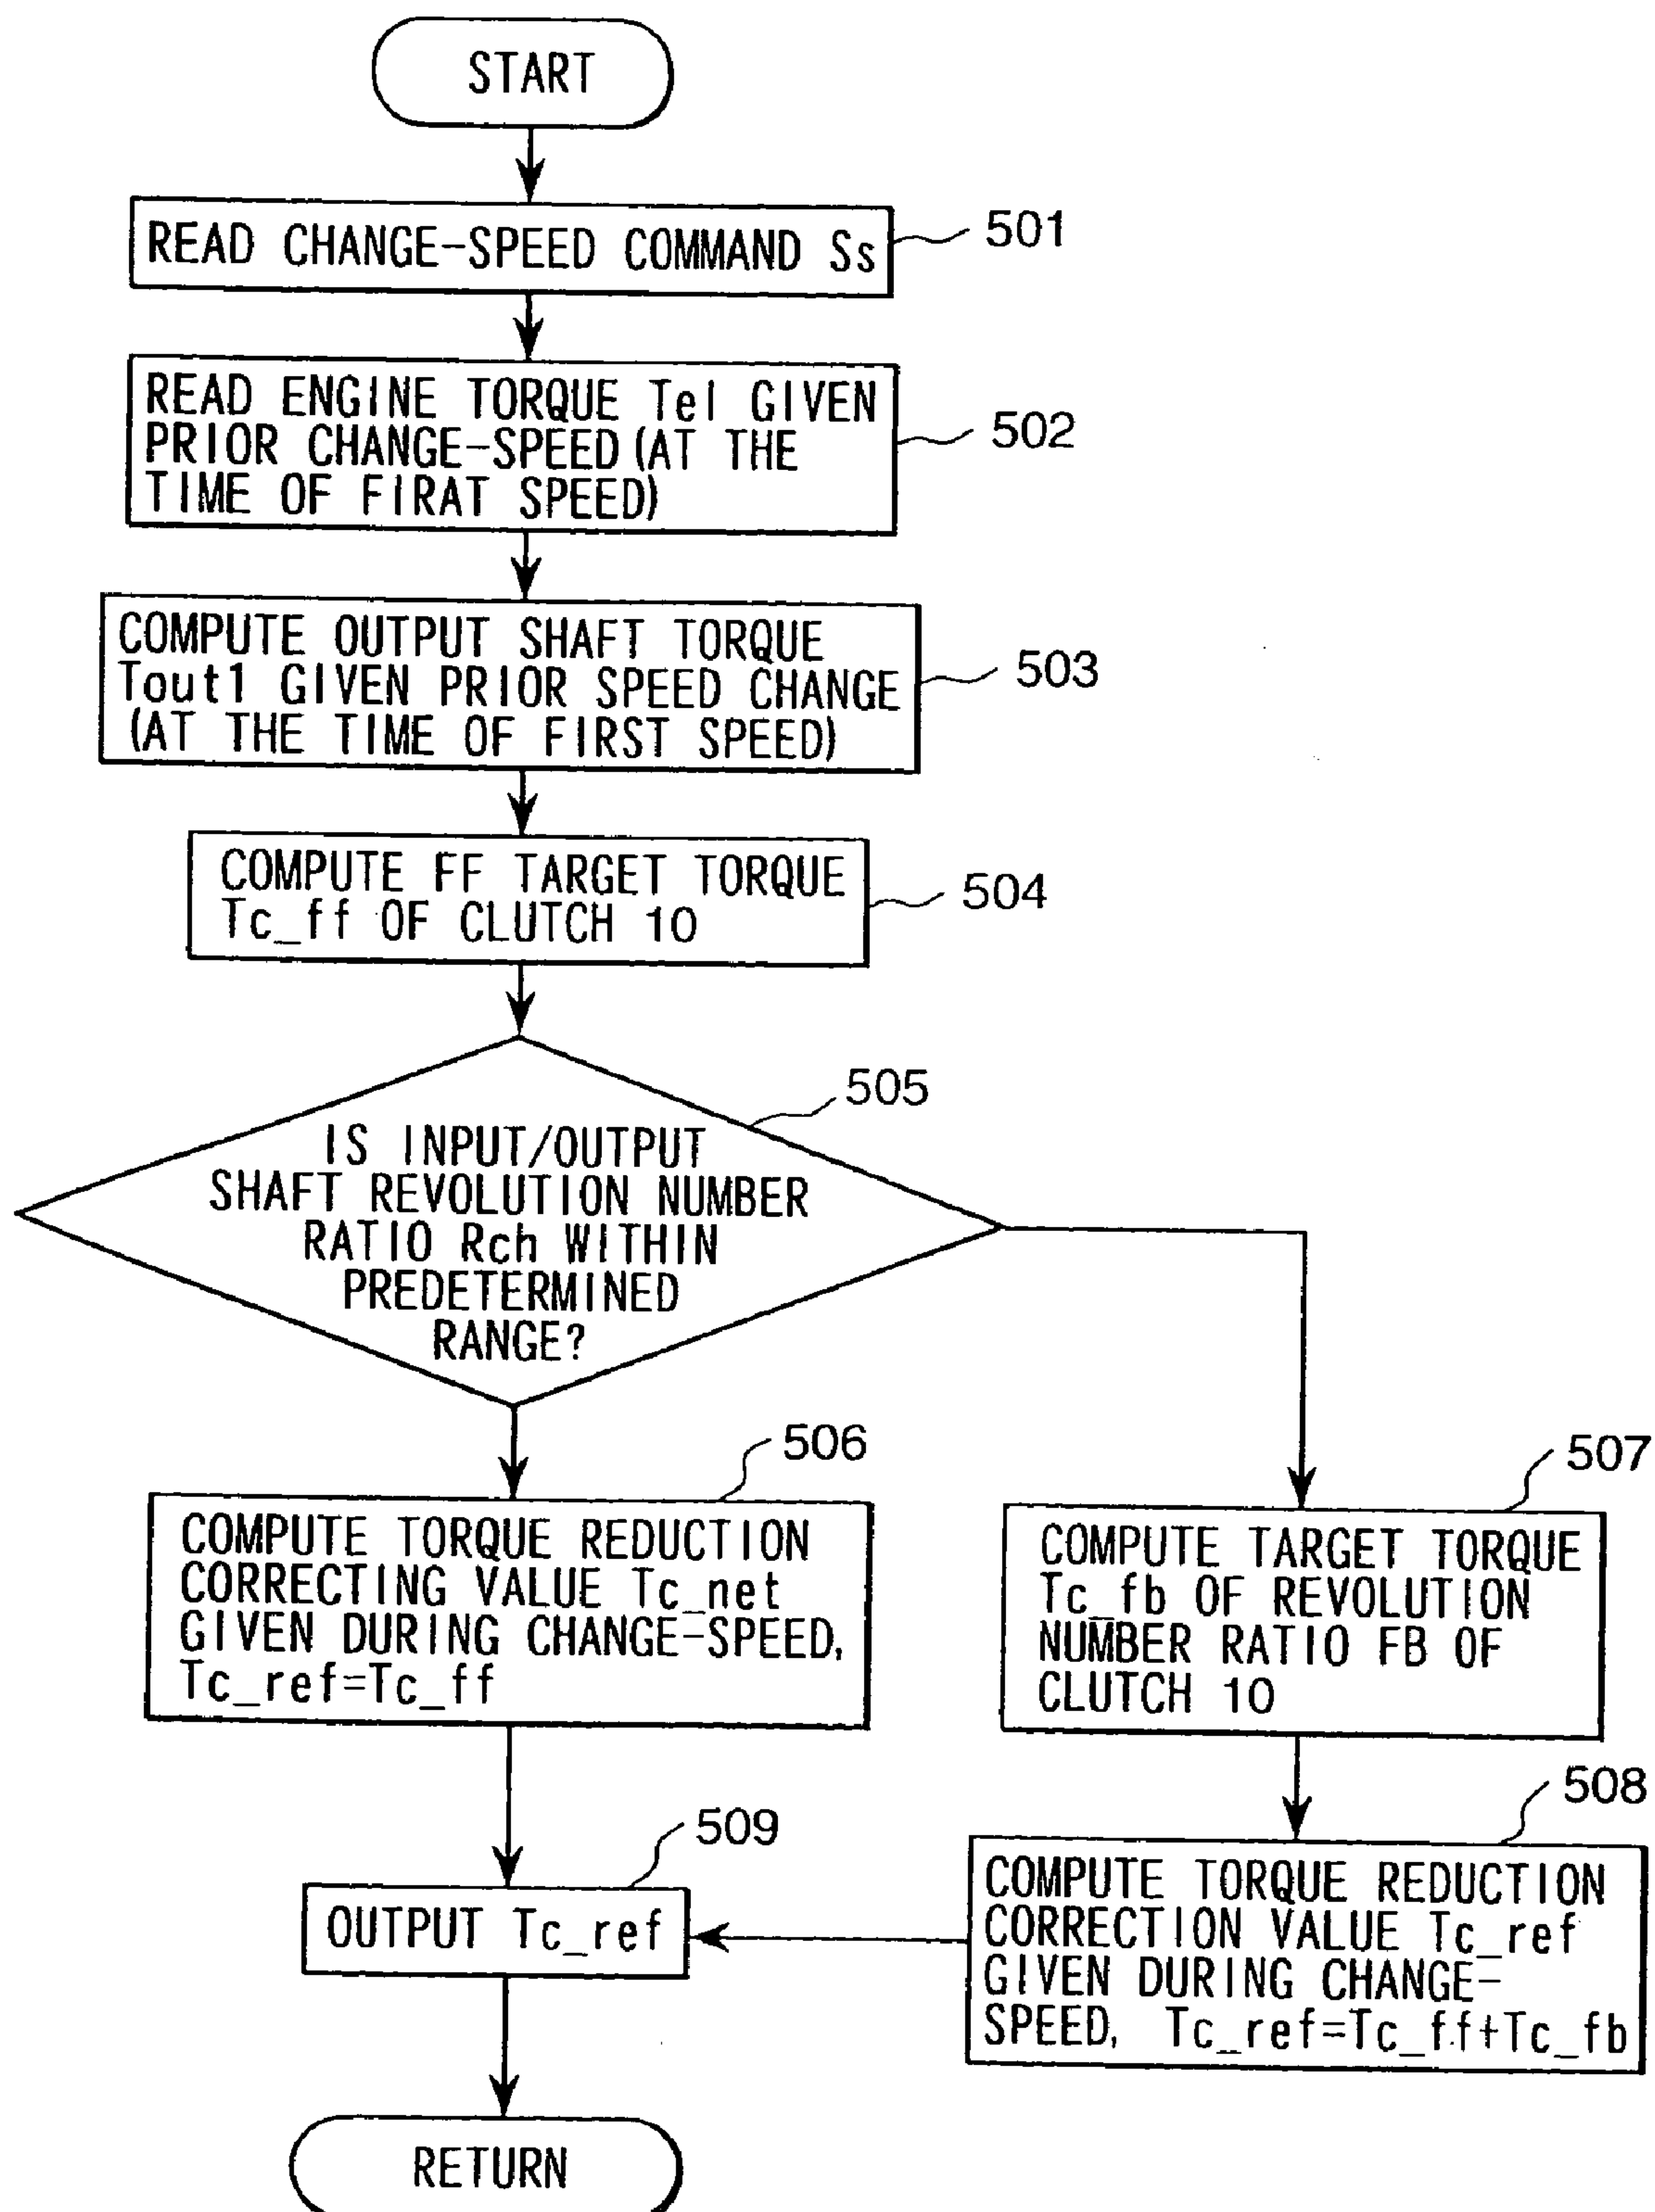 START
READ CHANGE-SPEED COMMAND Ss
501
READ ENGINE TORQUE Te1 GIVEN
PRIOR CHANGE-SPEED (AT THE
TIME OF FIRAT SPEED)
502
COMPUTE OUTPUT SHAFT TORQUE
Tout1 GIVEN PRIOR SPEED CHANGE
(AT THE TIME OF FIRST SPEED)
503
COMPUTE FF TARGET TORQUE
Tc_ff OF CLUTCH 10
504
505
IS INPUT/OUTPUT
SHAFT REVOLUTION NUMBER
RATIO Rch WITHIN
PREDETERMINED
RANGE?
506
COMPUTE TORQUE REDUCTION
CORRECTING VALUE Tc_net
GIVEN DURING CHANGE-SPEED,
Tc_ref=Tc_ff
507
COMPUTE TARGET TORQUE
Tc_fb OF REVOLUTION
NUMBER RATIO FB OF
CLUTCH 10
508
COMPUTE TORQUE REDUCTION
CORRECTION VALUE Tc_ref
GIVEN DURING CHANGE-
SPEED, Tc_ref=Tc_ff+Tc_fb
509
OUTPUT Tc_ref
RETURN